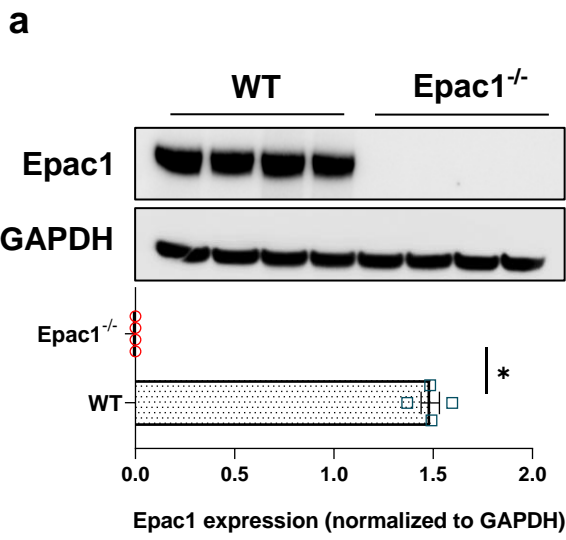 a
WT Epac1-/-
Epac1
GAPDH
Epac1-/-
*
WT
0.0 0.5 1.0 1.5 2.0
Epac1 expression (normalized to GAPDH)